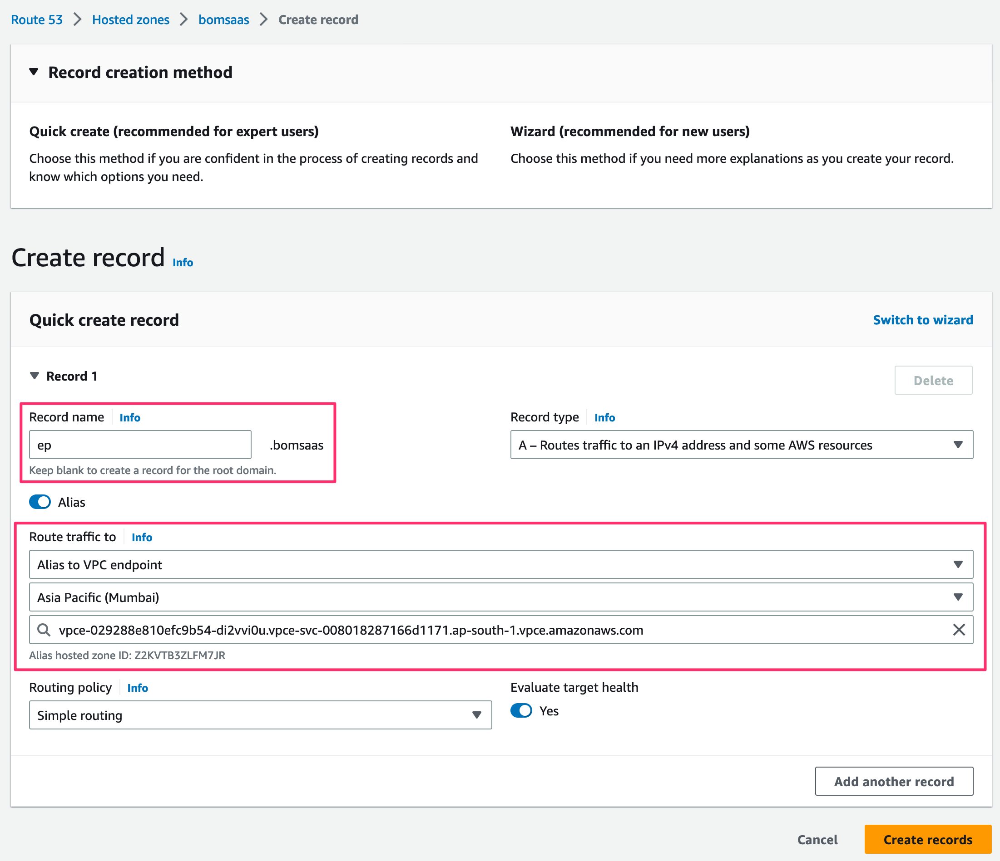 Route 53 > Hosted zones > bomsaas > Create record
Record creation method
Quick create (recommended for expert users)
Choose this method if you are confident in the process of creating records and
know which options you need.
Wizard (recommended for new users)
Choose this method if you need more explanations as you create your record.
Create record Info
Quick create record
Switch to wizard
Record 1
Delete
Record name Info
ep .bomsaas
Keep blank to create a record for the root domain.
Record type Info
A – Routes traffic to an IPv4 address and some AWS resources
Alias
Route traffic to Info
Alias to VPC endpoint
Asia Pacific (Mumbai)
vpce-029288e810efc9b54-di2vvi0u.vpce-svc-008018287166d1171.ap-south-1.vpce.amazonaws.com
Alias hosted zone ID: Z2KVTB3ZLFM7JR
Routing policy Info
Simple routing
Evaluate target health
Yes
Add another record
Cancel
Create records